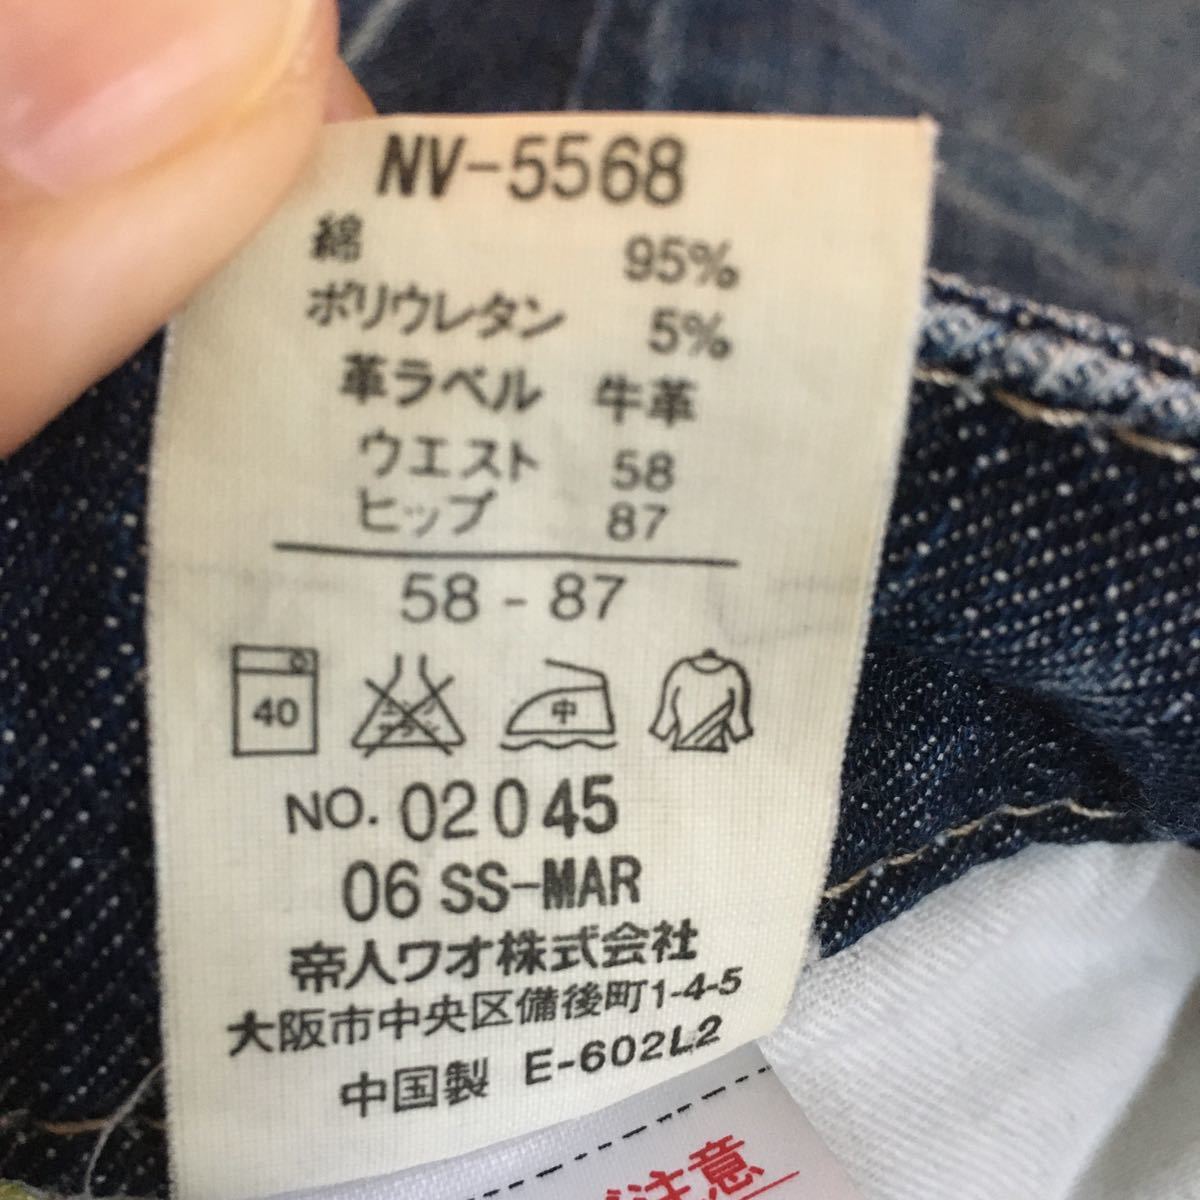 NV-5568
綿 95%
ポリウレタン 5%
革ラベル 牛革
ウエスト 58
ヒップ 87
58-87
40 中
NO. 02045
06 SS-MAR
帝人ワオ株式会社
大阪市中央区備後町1-4-5
中国製 E-602L2
ご注意